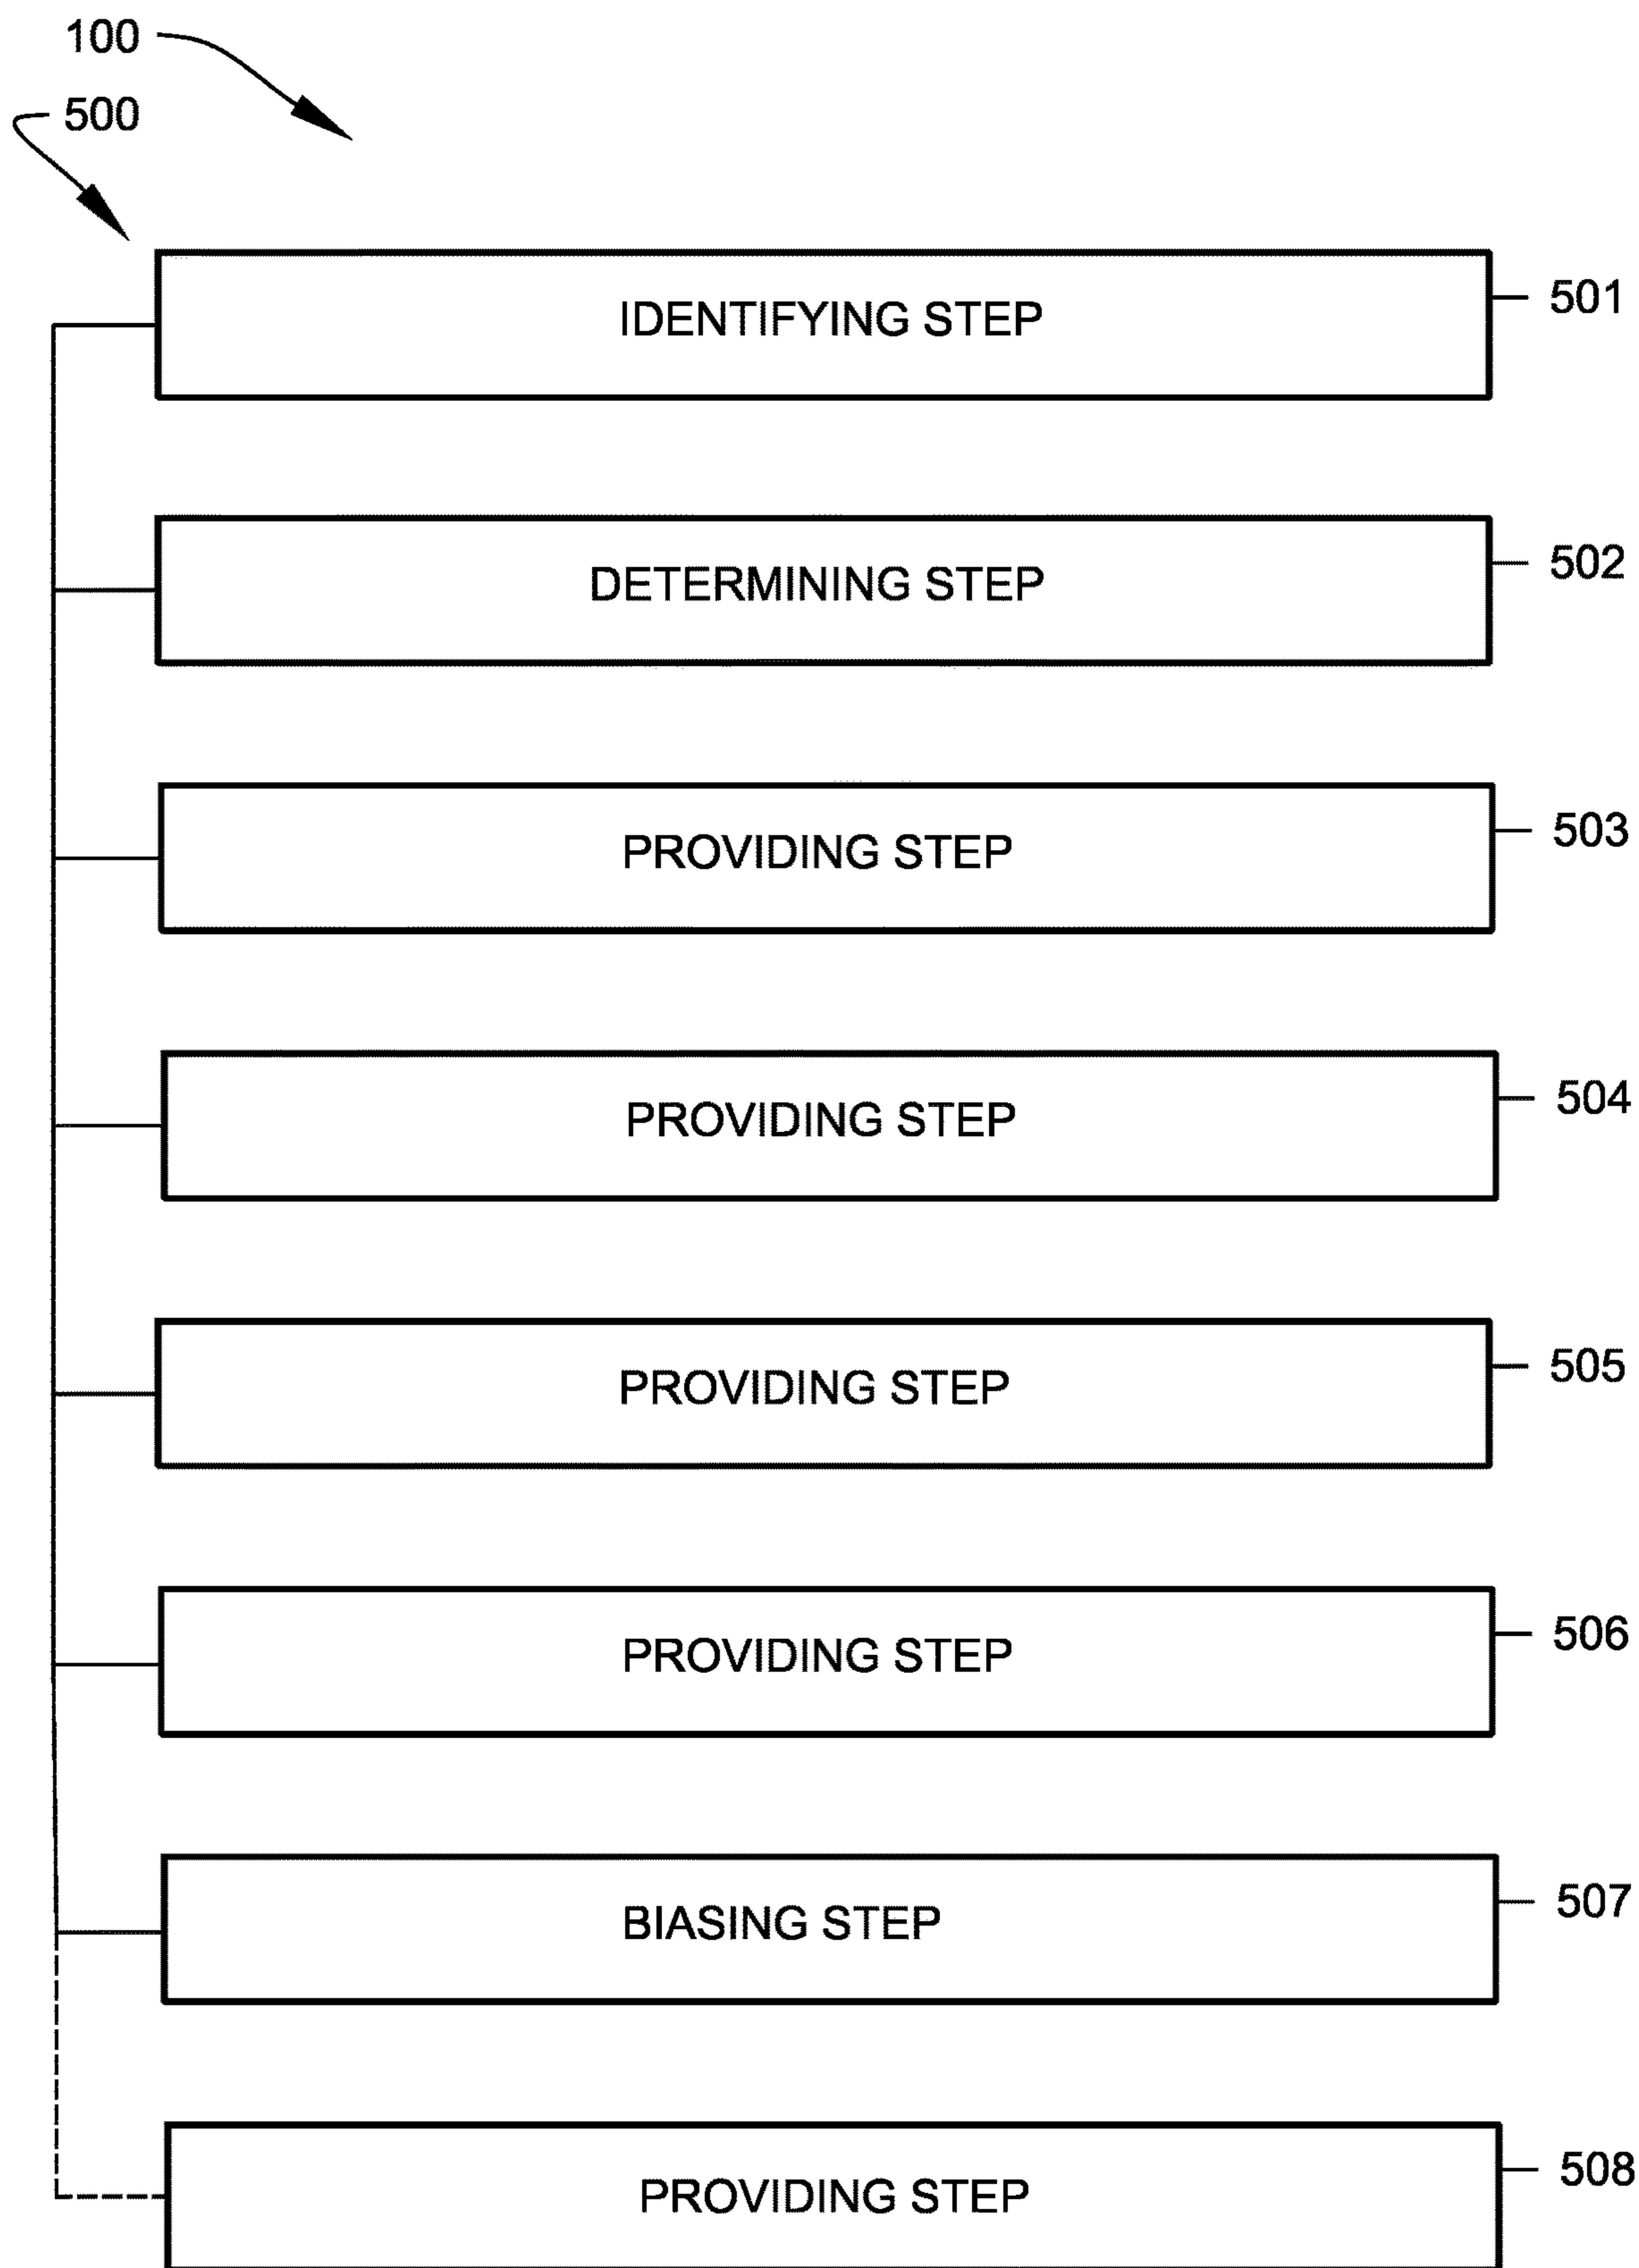 100
500
IDENTIFYING STEP
501
DETERMINING STEP
502
PROVIDING STEP
503
PROVIDING STEP
504
PROVIDING STEP
505
PROVIDING STEP
506
BIASING STEP
507
PROVIDING STEP
508